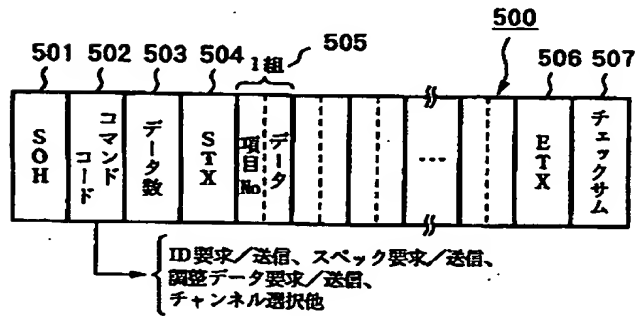 500
501 502 503 504 1組 505 506 507
SOH
コマンドコード
データ数
STX
項目No データ
...
ETX
チェックサム
ID要求/送信、スペック要求/送信、
調整データ要求/送信、
チャンネル選択他